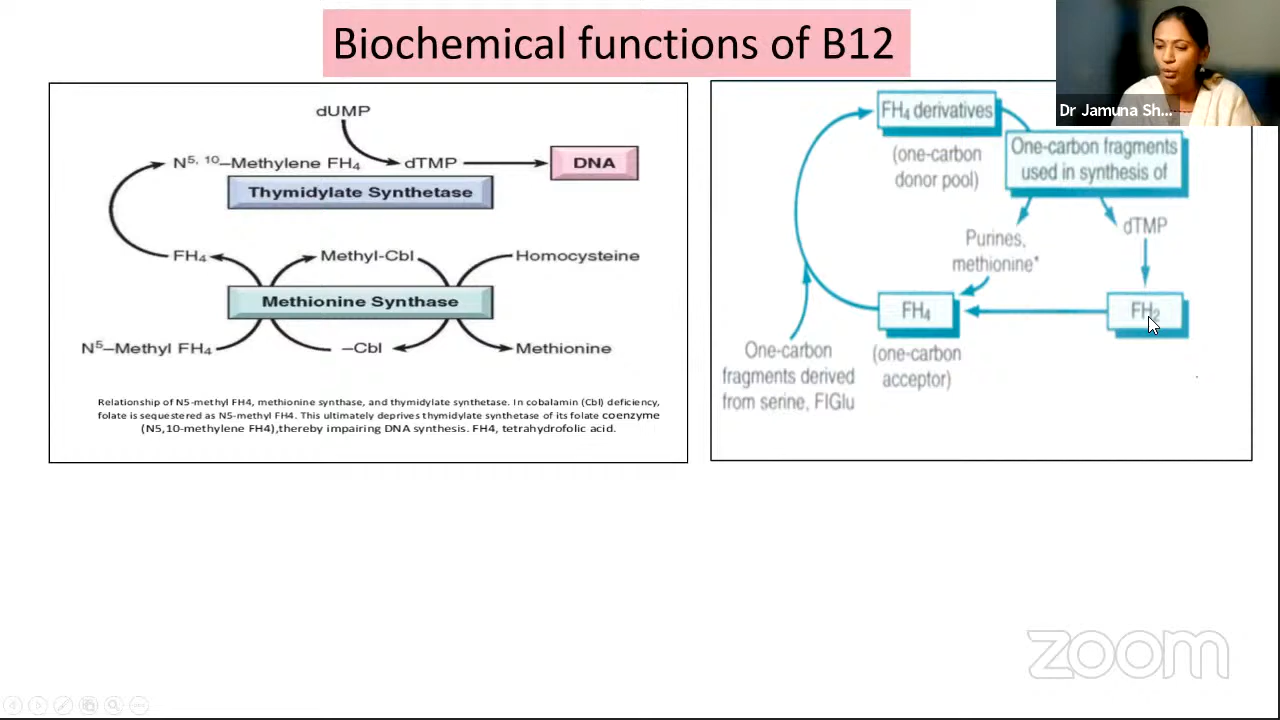 Biochemical functions of B12
dUMP
N5, 10–Methylene FH4
dTMP
DNA
Thymidylate Synthetase
FH4
Methyl-Cbl
Homocysteine
Methionine Synthase
N5–Methyl FH4
–Cbl
Methionine
Relationship of N5-methyl FH4, methionine synthase, and thymidylate synthetase. In cobalamin (Cbl) deficiency,
folate is sequestered as N5-methyl FH4. This ultimately deprives thymidylate synthetase of its folate coenzyme
(N5,10-methylene FH4),thereby impairing DNA synthesis. FH4, tetrahydrofolic acid.
FH4 derivatives
(one-carbon
donor pool)
One-carbon fragments
used in synthesis of
Purines,
methionine*
dTMP
FH4
FH2
(one-carbon
acceptor)
One-carbon
fragments derived
from serine, FIGlu
Dr Jamuna Sh...
zoom